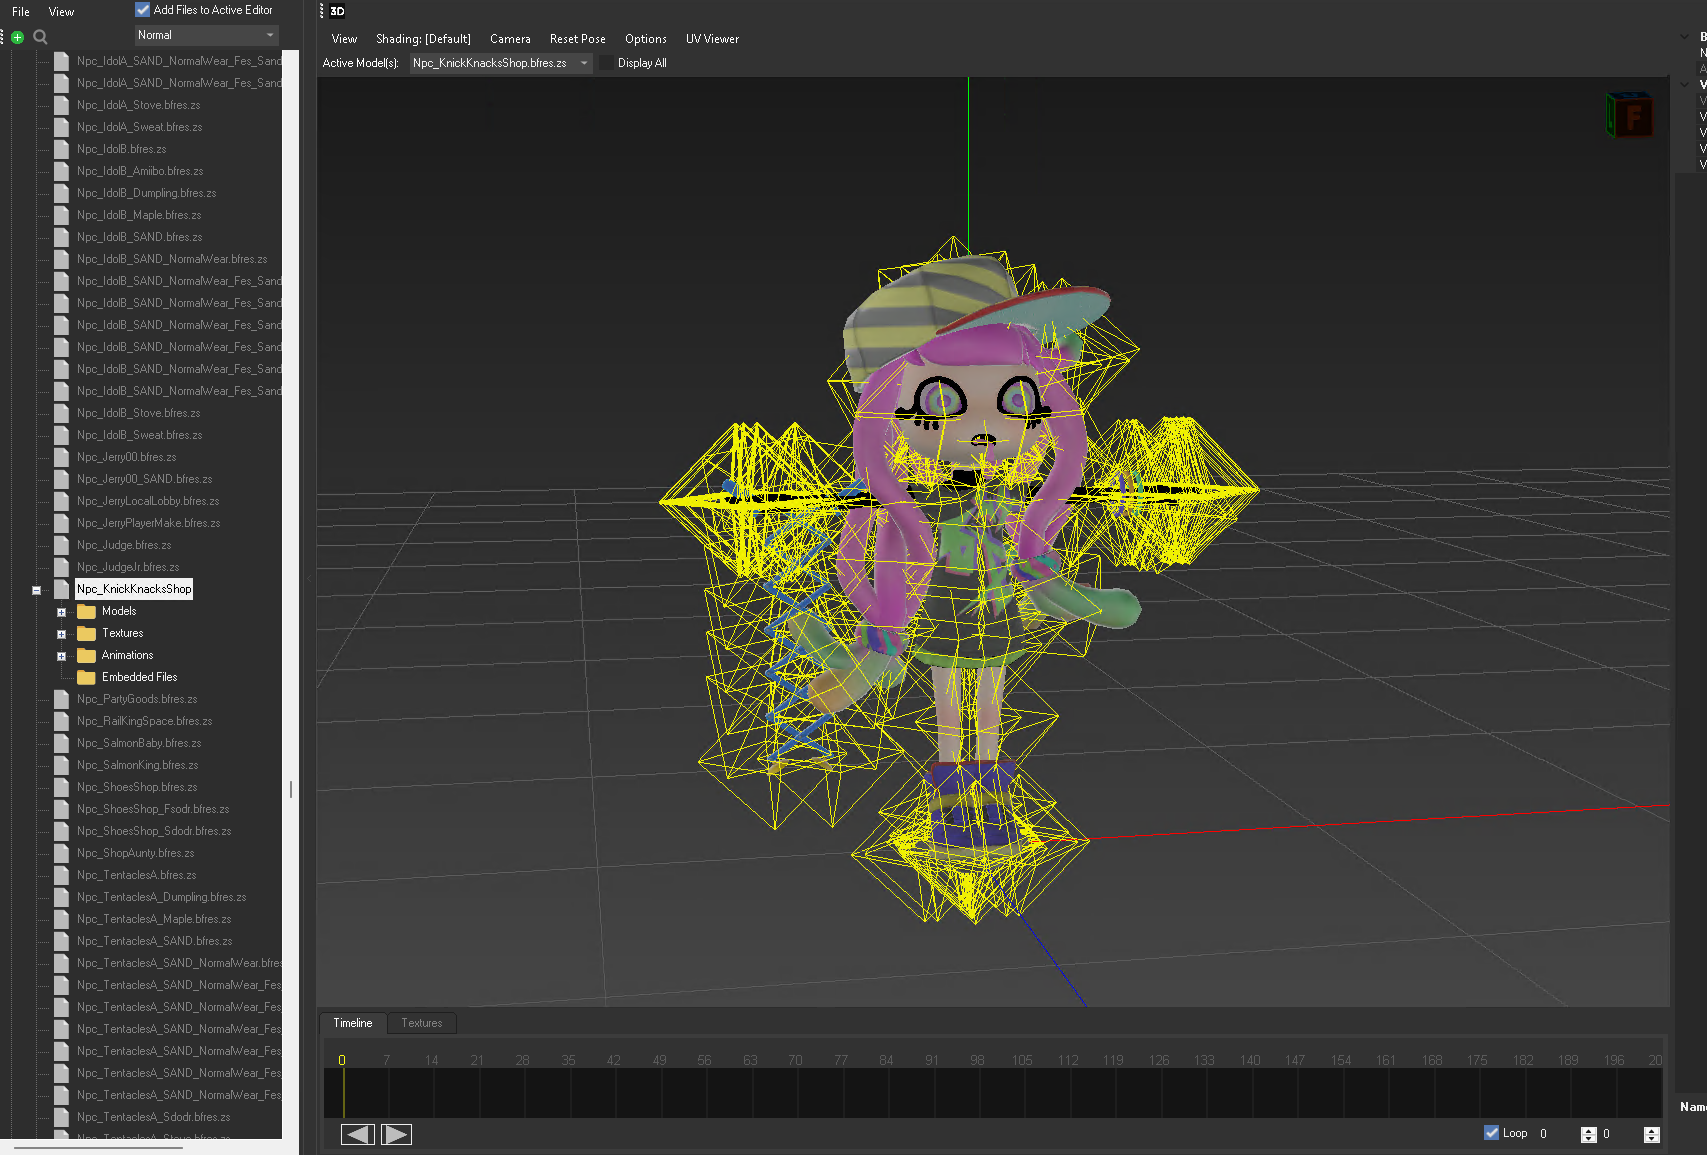 File View
Add Files to Active Editor
Normal
Npc_IdolA_SAND_NormalWear_Fes_Sand
Npc_IdolA_SAND_NormalWear_Fes_Sand
Npc_IdolA_Stove.bfres.zs
Npc_IdolA_Sweat.bfres.zs
Npc_IdolB.bfres.zs
Npc_IdolB_Amiibo.bfres.zs
Npc_IdolB_Dumpling.bfres.zs
Npc_IdolB_Maple.bfres.zs
Npc_IdolB_SAND.bfres.zs
Npc_IdolB_SAND_NormalWear.bfres.zs
Npc_IdolB_SAND_NormalWear_Fes_Sand
Npc_IdolB_SAND_NormalWear_Fes_Sand
Npc_IdolB_SAND_NormalWear_Fes_Sand
Npc_IdolB_SAND_NormalWear_Fes_Sand
Npc_IdolB_SAND_NormalWear_Fes_Sand
Npc_IdolB_SAND_NormalWear_Fes_Sand
Npc_IdolB_Stove.bfres.zs
Npc_IdolB_Sweat.bfres.zs
Npc_Jerry00.bfres.zs
Npc_Jerry00_SAND.bfres.zs
Npc_JerryLocalLobby.bfres.zs
Npc_JerryPlayerMake.bfres.zs
Npc_Judge.bfres.zs
Npc_JudgeJr.bfres.zs
Npc_KnickKnacksShop
Models
Textures
Animations
Embedded Files
Npc_PartyGoods.bfres.zs
Npc_RailKingSpace.bfres.zs
Npc_SalmonBaby.bfres.zs
Npc_SalmonKing.bfres.zs
Npc_ShoesShop.bfres.zs
Npc_ShoesShop_Fsodr.bfres.zs
Npc_ShoesShop_Sdodr.bfres.zs
Npc_ShopAunty.bfres.zs
Npc_TentaclesA.bfres.zs
Npc_TentaclesA_Dumpling.bfres.zs
Npc_TentaclesA_Maple.bfres.zs
Npc_TentaclesA_SAND.bfres.zs
Npc_TentaclesA_SAND_NormalWear.bfres
Npc_TentaclesA_SAND_NormalWear_Fes
Npc_TentaclesA_SAND_NormalWear_Fes
Npc_TentaclesA_SAND_NormalWear_Fes
Npc_TentaclesA_SAND_NormalWear_Fes
Npc_TentaclesA_SAND_NormalWear_Fes
Npc_TentaclesA_SAND_NormalWear_Fes
Npc_TentaclesA_Sdodr.bfres.zs
3D
View Shading: [Default] Camera Reset Pose Options UV Viewer
Active Model(s): Npc_KnickKnacksShop.bfres.zs Display All
F
Timeline Textures
0 7 14 21 28 35 42 49 56 63 70 77 84 91 98 105 112 119 126 133 140 147 154 161 168 175 182 189 196 20
Loop 0 0